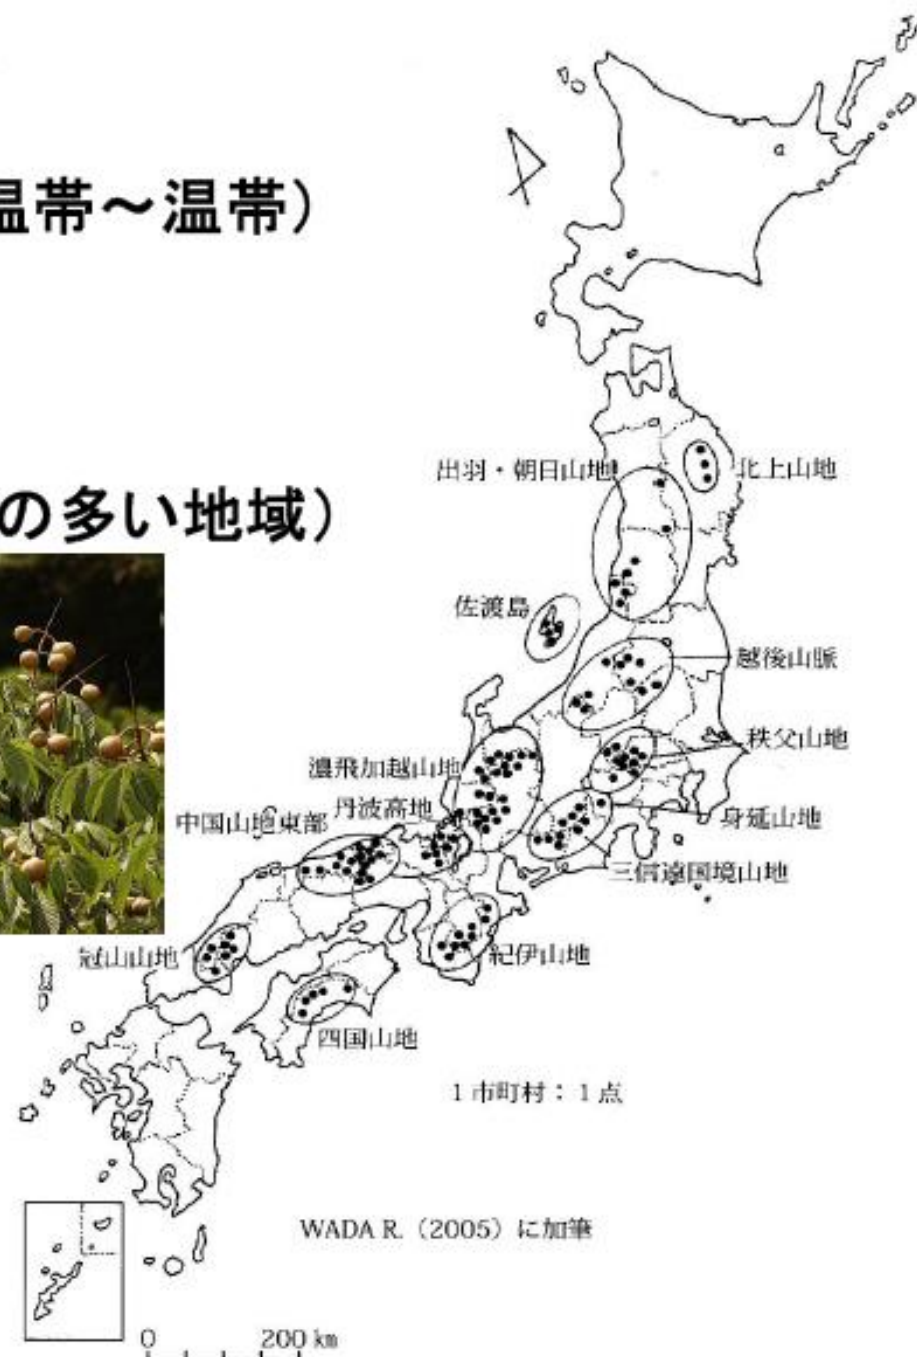 温帯～温帯）
の多い地域）
出羽・朝日山地
北上山地
佐渡島
越後山脈
秩父山地
濃飛加越山地
丹波高地
中国山地東部
身延山地
三信遠国境山地
冠山山地
紀伊山地
四国山地
1市町村：1点
WADA R.（2005）に加筆
0 200 km